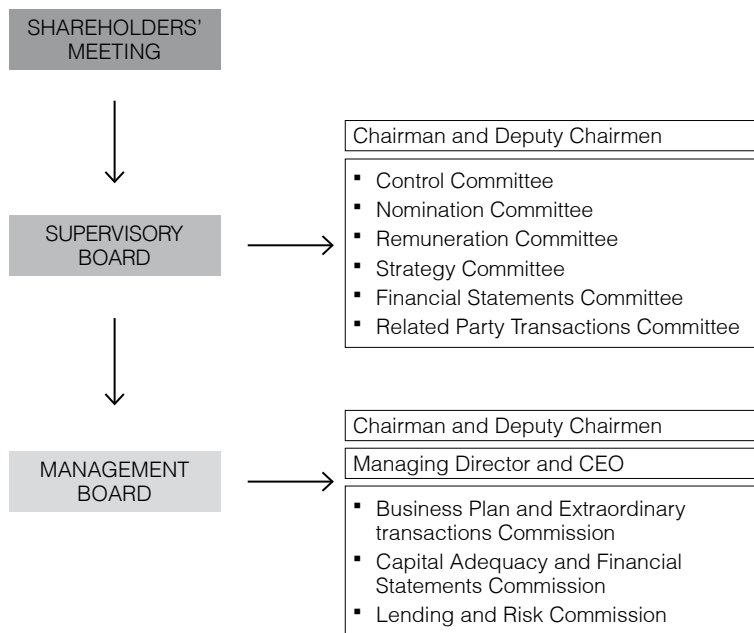 SHAREHOLDERS’
MEETING
SUPERVISORY
BOARD
Chairman and Deputy Chairmen
▪ Control Committee
▪ Nomination Committee
▪ Remuneration Committee
▪ Strategy Committee
▪ Financial Statements Committee
▪ Related Party Transactions Committee
MANAGEMENT
BOARD
Chairman and Deputy Chairmen
Managing Director and CEO
▪ Business Plan and Extraordinary
transactions Commission
▪ Capital Adequacy and Financial
Statements Commission
▪ Lending and Risk Commission